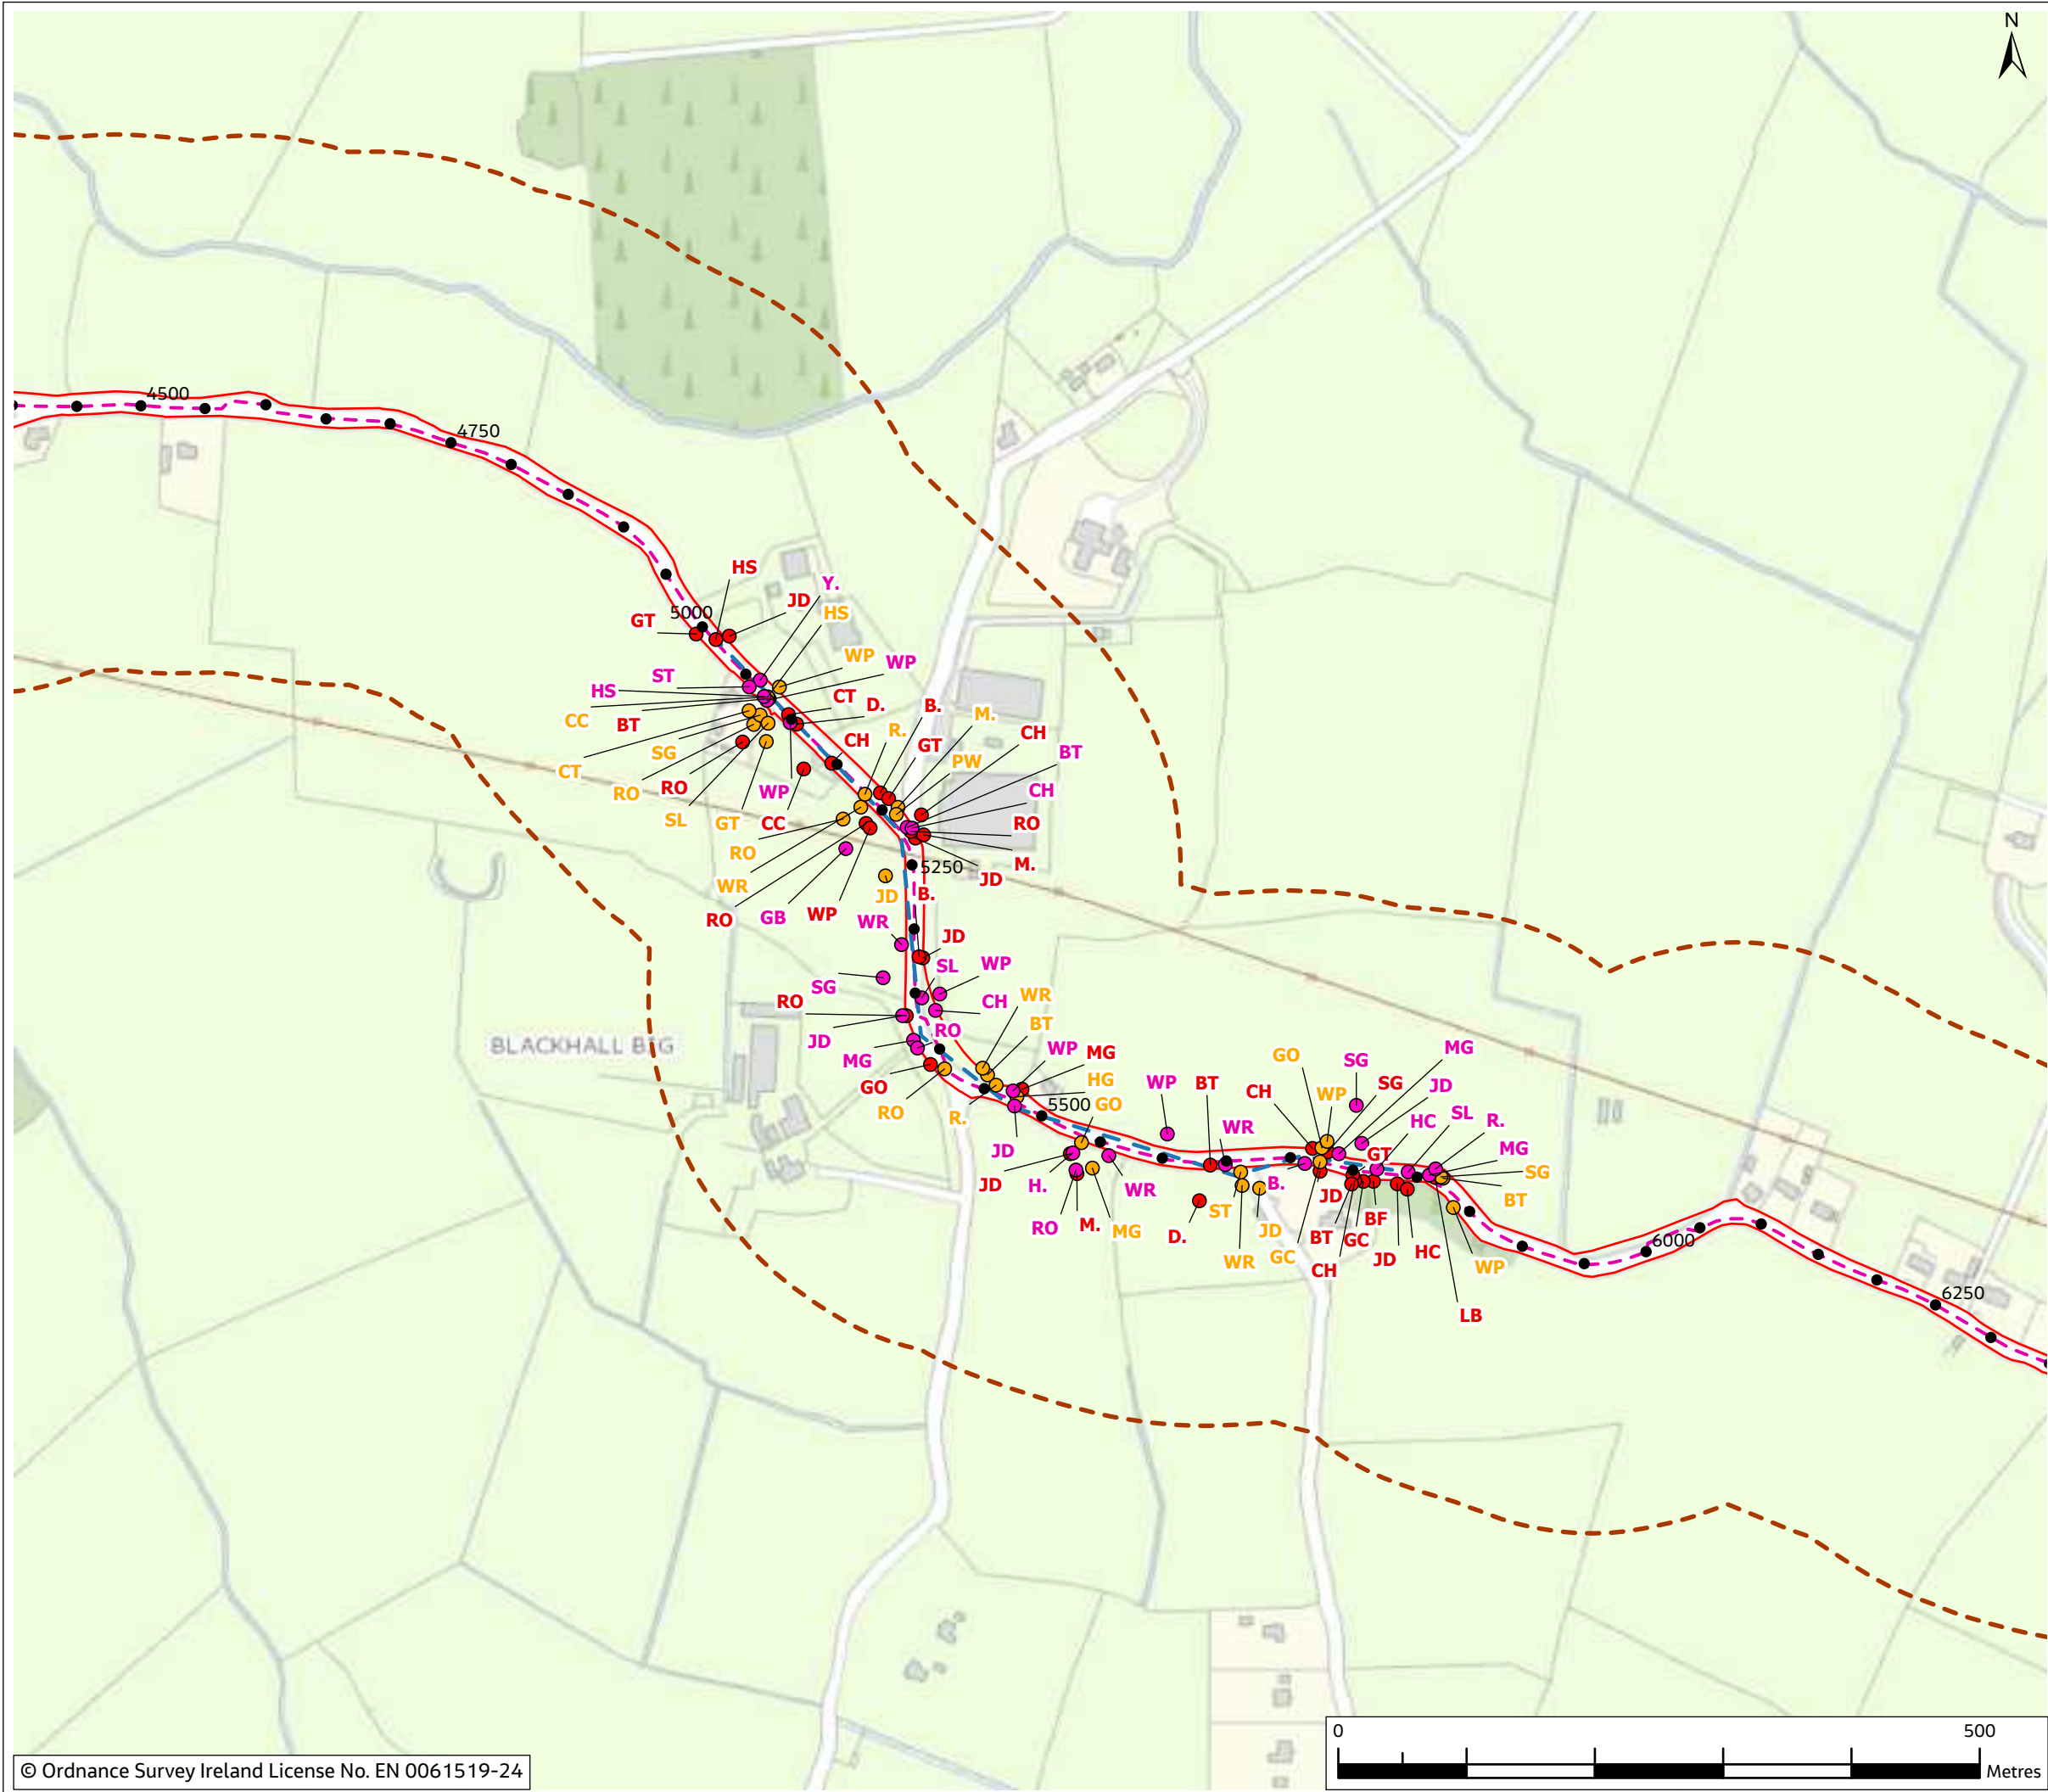 N
4500
4750
HS
Y.
JD
HS
5000
GT
WP
WP
ST
HS
CT
D.
B.
M.
CC
BT
R.
CH
CH
GT
SG
BT
PW
CT
RO
RO
WP
CH
SL
GT
CC
RO
RO
M.
5250
JD
WR
JD
B.
RO
GB
WP
WR
JD
SL
WP
SG
RO
CH
WR
BT
JD
RO
BLACKHALL BIG
MG
WP
MG
GO
HG
RO
R.
5500
GO
MG
GO
SG
WP
BT
CH
WP
SG
JD
WR
HC
SL
R.
JD
GT
MG
JD
H.
WR
B.
SG
JD
BT
ST
RO
M.
MG
D.
JD
BT
GC
BF
6000
WR
GC
CH
JD
HC
WP
6250
LB
0
500
Metres
© Ordnance Survey Ireland License No. EN 0061519-24